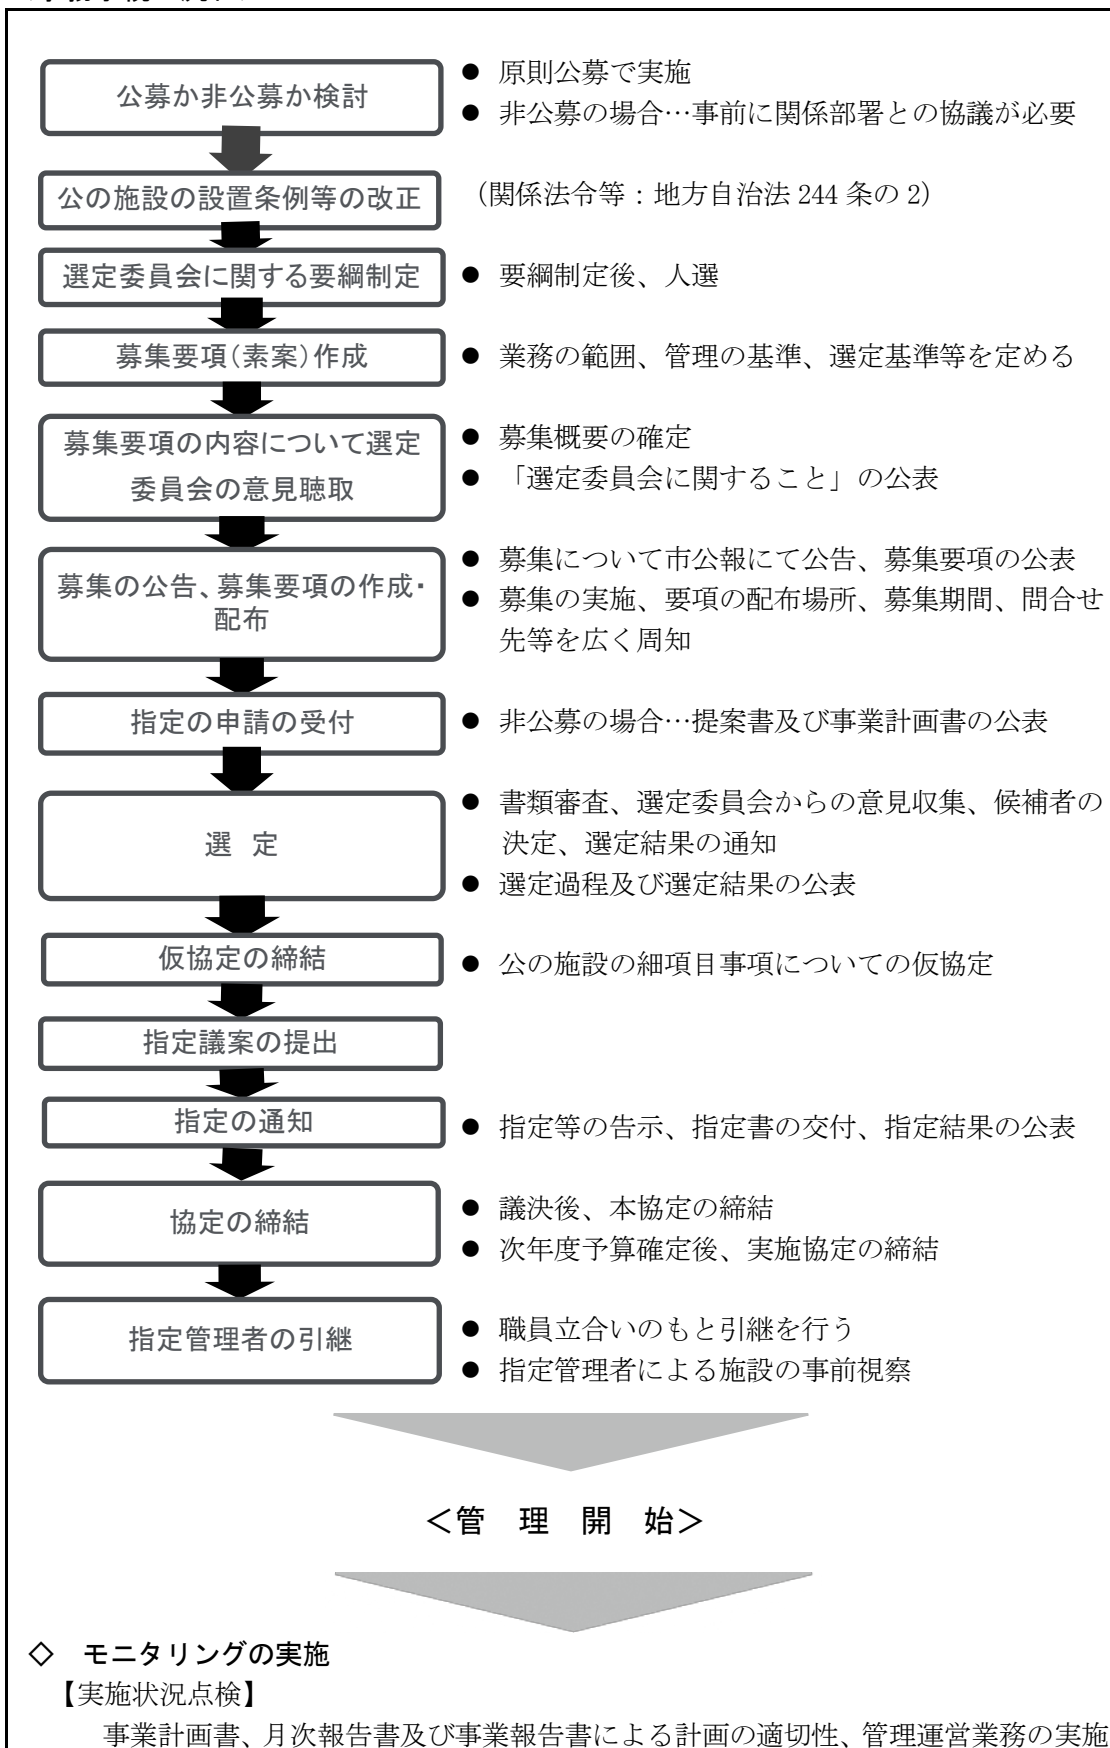 公募か非公募か検討
● 原則公募で実施
● 非公募の場合…事前に関係部署との協議が必要
公の施設の設置条例等の改正
（関係法令等：地方自治法 244 条の 2）
選定委員会に関する要綱制定
● 要綱制定後、人選
募集要項（素案）作成
● 業務の範囲、管理の基準、選定基準等を定める
募集要項の内容について選定
委員会の意見聴取
● 募集概要の確定
● 「選定委員会に関すること」の公表
募集の公告、募集要項の作成・
配布
● 募集について市公報にて公告、募集要項の公表
● 募集の実施、要項の配布場所、募集期間、問合せ
先等を広く周知
指定の申請の受付
● 非公募の場合…提案書及び事業計画書の公表
選 定
● 書類審査、選定委員会からの意見収集、候補者の
決定、選定結果の通知
● 選定過程及び選定結果の公表
仮協定の締結
● 公の施設の細項目事項についての仮協定
指定議案の提出
指定の通知
● 指定等の告示、指定書の交付、指定結果の公表
協定の締結
● 議決後、本協定の締結
● 次年度予算確定後、実施協定の締結
指定管理者の引継
● 職員立合いのもと引継を行う
● 指定管理者による施設の事前視察
＜管 理 開 始＞
◇ モニタリングの実施
【実施状況点検】
事業計画書、月次報告書及び事業報告書による計画の適切性、管理運営業務の実施